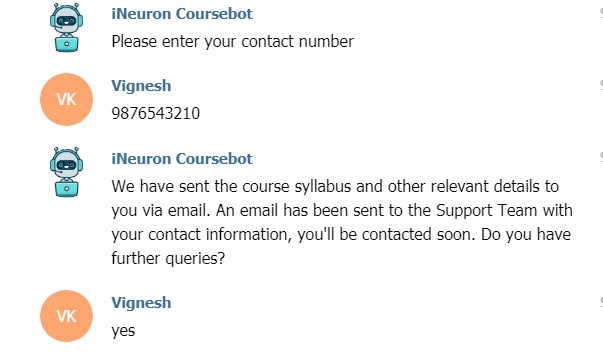 iNeuron Coursebot
Please enter your contact number
VK
Vignesh
9876543210
iNeuron Coursebot
We have sent the course syllabus and other relevant details to
you via email. An email has been sent to the Support Team with
your contact information, you'll be contacted soon. Do you have
further queries?
VK
Vignesh
yes